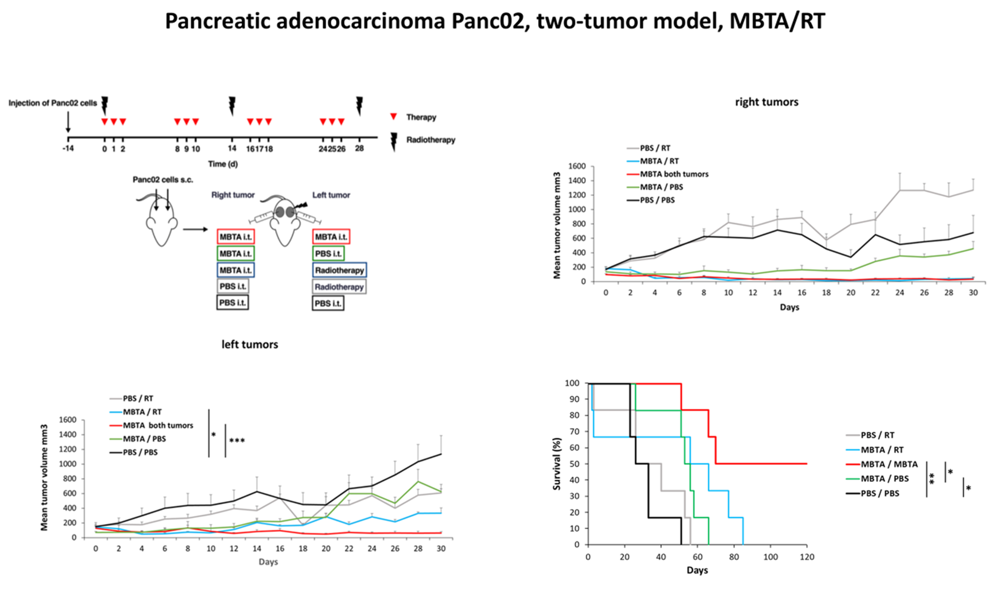 Pancreatic adenocarcinoma Panc02, two-tumor model, MBTA/RT
Injection of Panc02 cells
Therapy
Radiotherapy
-14 0 1 2 8 9 10 14 16 17 18 24 25 26 28
Time (d)
Panc02 cells s.c.
Right tumor
Left tumor
MBTA i.t. MBTA i.t.
MBTA i.t. PBS i.t.
MBTA i.t. Radiotherapy
PBS i.t. Radiotherapy
PBS i.t. PBS i.t.
right tumors
PBS / RT
MBTA / RT
MBTA both tumors
MBTA / PBS
PBS / PBS
Mean tumor volume mm3
1600
1400
1200
1000
800
600
400
200
0
0 2 4 6 8 10 12 14 16 18 20 22 24 26 28 30
Days
left tumors
PBS / RT
MBTA / RT
MBTA both tumors
MBTA / PBS
PBS / PBS
*
***
Mean tumor volume mm3
1600
1400
1200
1000
800
600
400
200
0
0 2 4 6 8 10 12 14 16 18 20 22 24 26 28 30
Days
Survival (%)
100
90
80
70
60
50
40
30
20
10
0
0 20 40 60 80 100 120
Days
PBS / RT
MBTA / RT
MBTA / MBTA
MBTA / PBS
PBS / PBS
**
*
*